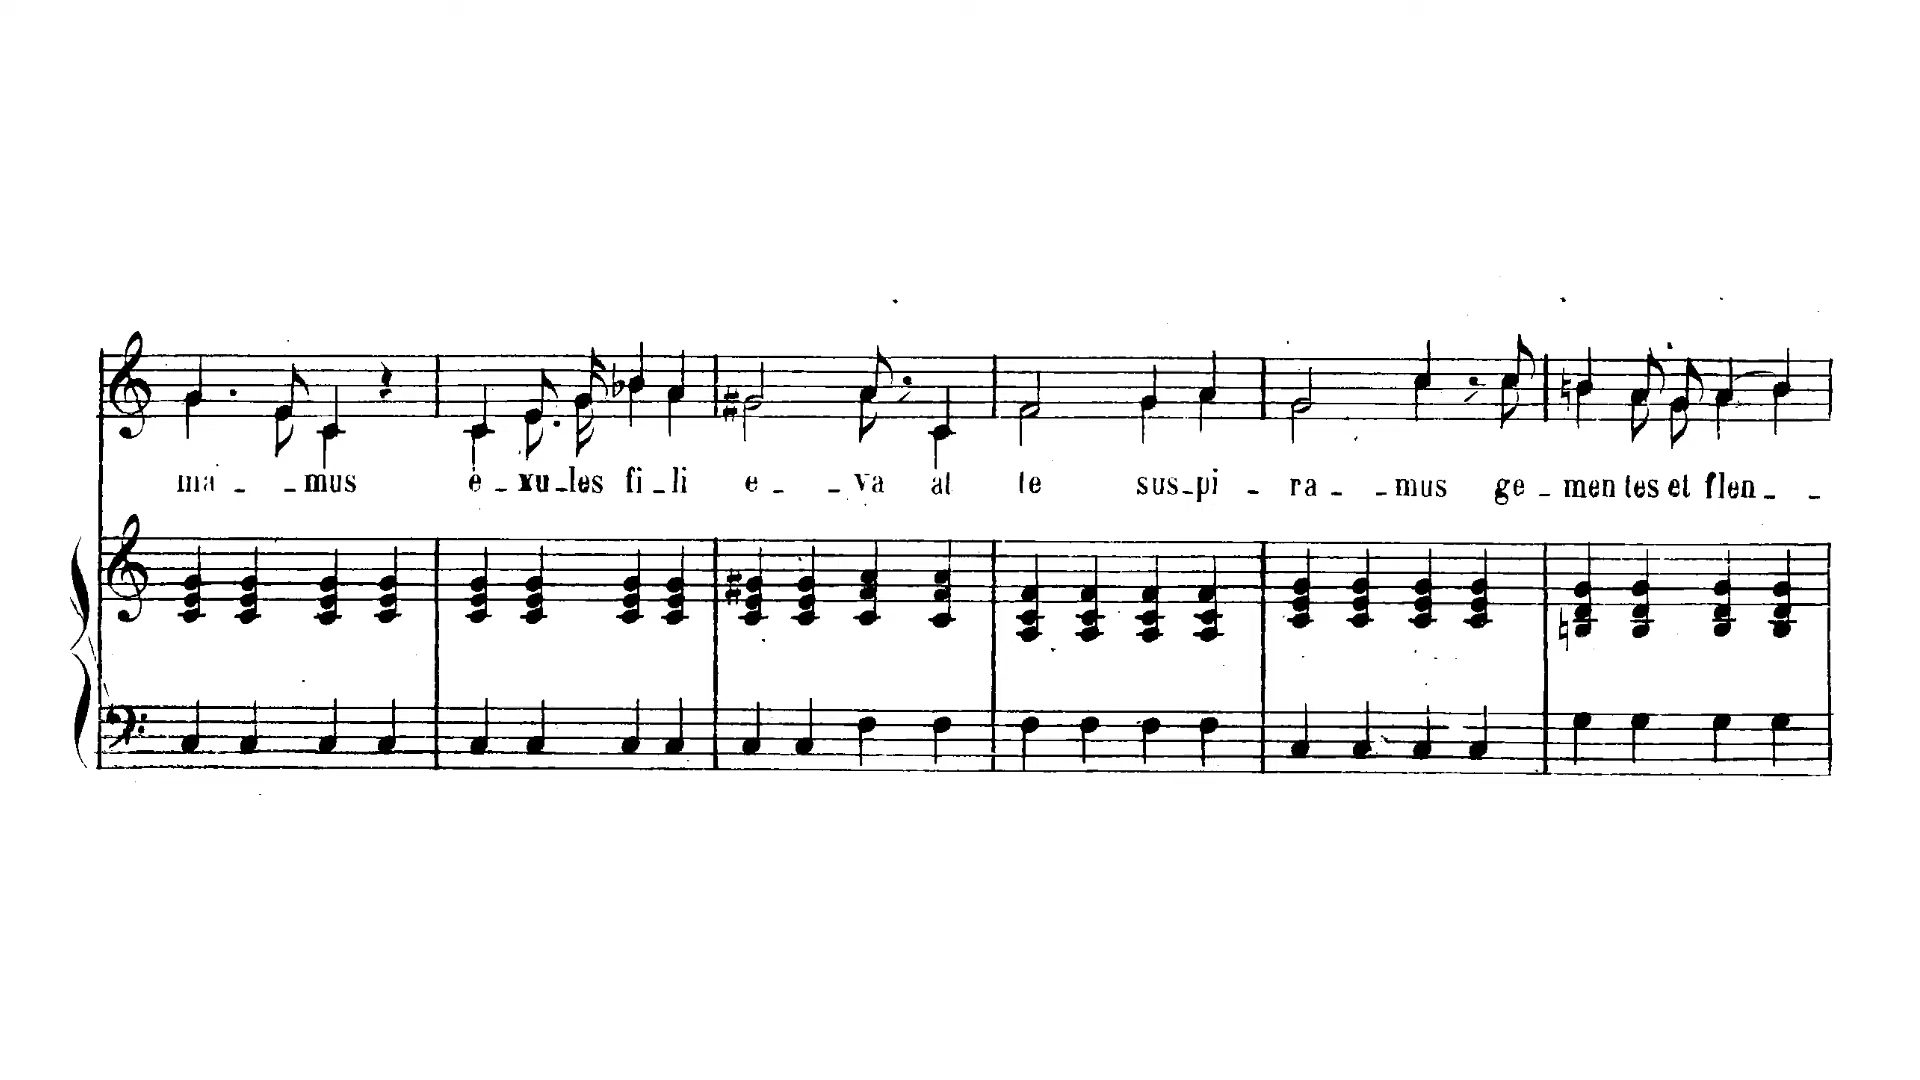 ma - - mus e - xu - les fi - li e - - va at te sus - pi - ra - - mus ge - men tes et flen - -